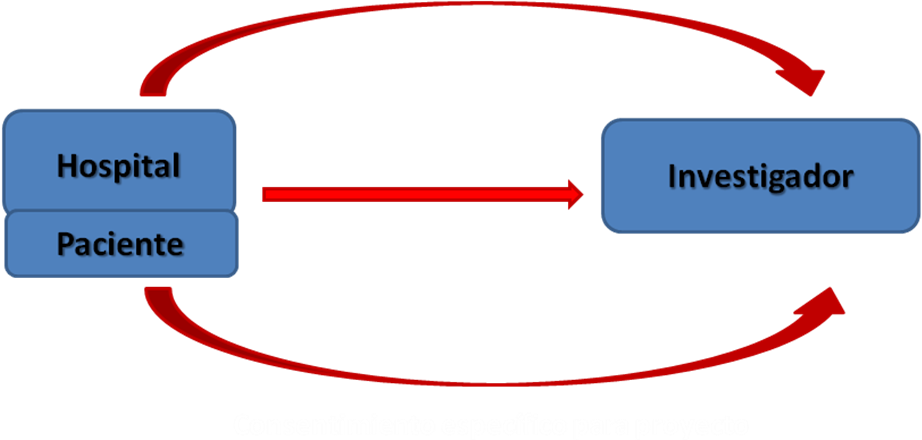 Hospital
Investigador
Paciente